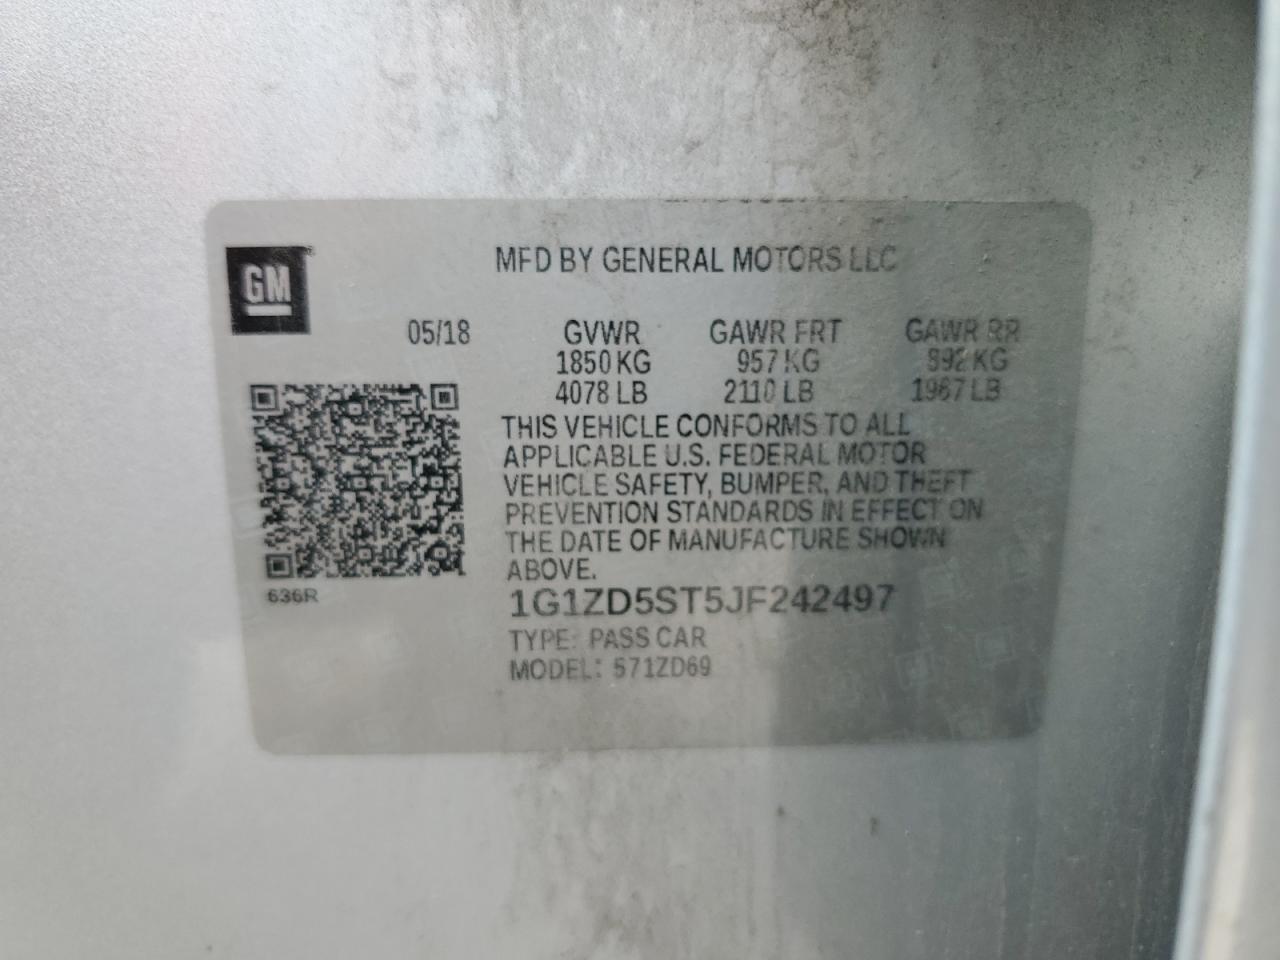 MFD BY GENERAL MOTORS LLC
GM
05/18 GVWR GAWR FRT GAWR RR
1850 KG 957 KG 892 KG
4078 LB 2110 LB 1967 LB
THIS VEHICLE CONFORMS TO ALL
APPLICABLE U.S. FEDERAL MOTOR
VEHICLE SAFETY, BUMPER, AND THEFT
PREVENTION STANDARDS IN EFFECT ON
THE DATE OF MANUFACTURE SHOWN
ABOVE.
636R
1G1ZD5ST5JF242497
TYPE: PASS CAR
MODEL: 571ZD69